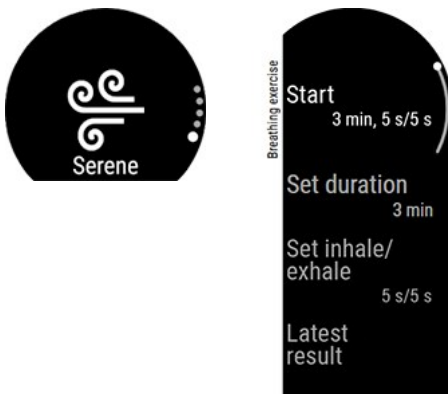 Serene
Breathing exercise
Start
3 min, 5 s/5 s
Set duration
3 min
Set inhale/
exhale
5 s/5 s
Latest
result